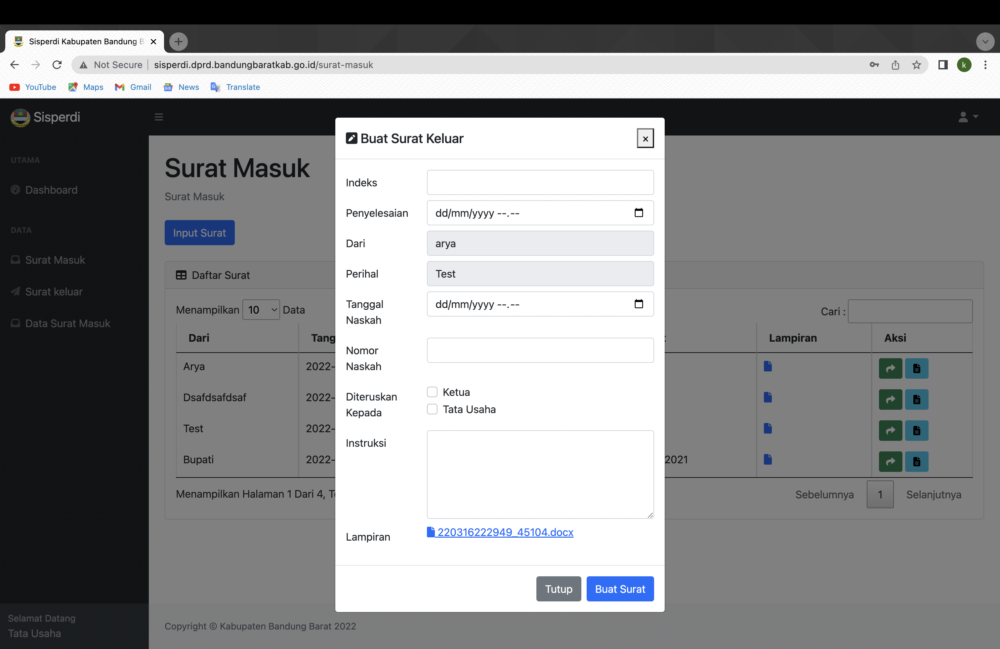 Sisperdi Kabupaten Bandung B
Not Secure
sisperdi.dprd.bandungbaratkab.go.id/surat-masuk
k
YouTube
Maps
Gmail
News
Translate
Sisperdi
UTAMA
Dashboard
DATA
Surat Masuk
Surat keluar
Data Surat Masuk
Selamat Datang
Tata Usaha
Surat Masuk
Surat Masuk
Input Surat
Daftar Surat
Menampilkan 10 Data
Cari :
Dari Tang Lampiran Aksi
Arya 2022-
Dsafdsafdsaf 2022-
Test 2022-
Bupati 2022- 2021
Menampilkan Halaman 1 Dari 4,
Sebelumnya 1 Selanjutnya
Copyright © Kabupaten Bandung Barat 2022
Buat Surat Keluar
×
Indeks
Penyelesaian dd/mm/yyyy --.--
Dari arya
Perihal Test
Tanggal Naskah dd/mm/yyyy --.--
Nomor Naskah
Diteruskan Kepada
Ketua
Tata Usaha
Instruksi
Lampiran 220316222949_45104.docx
Tutup
Buat Surat